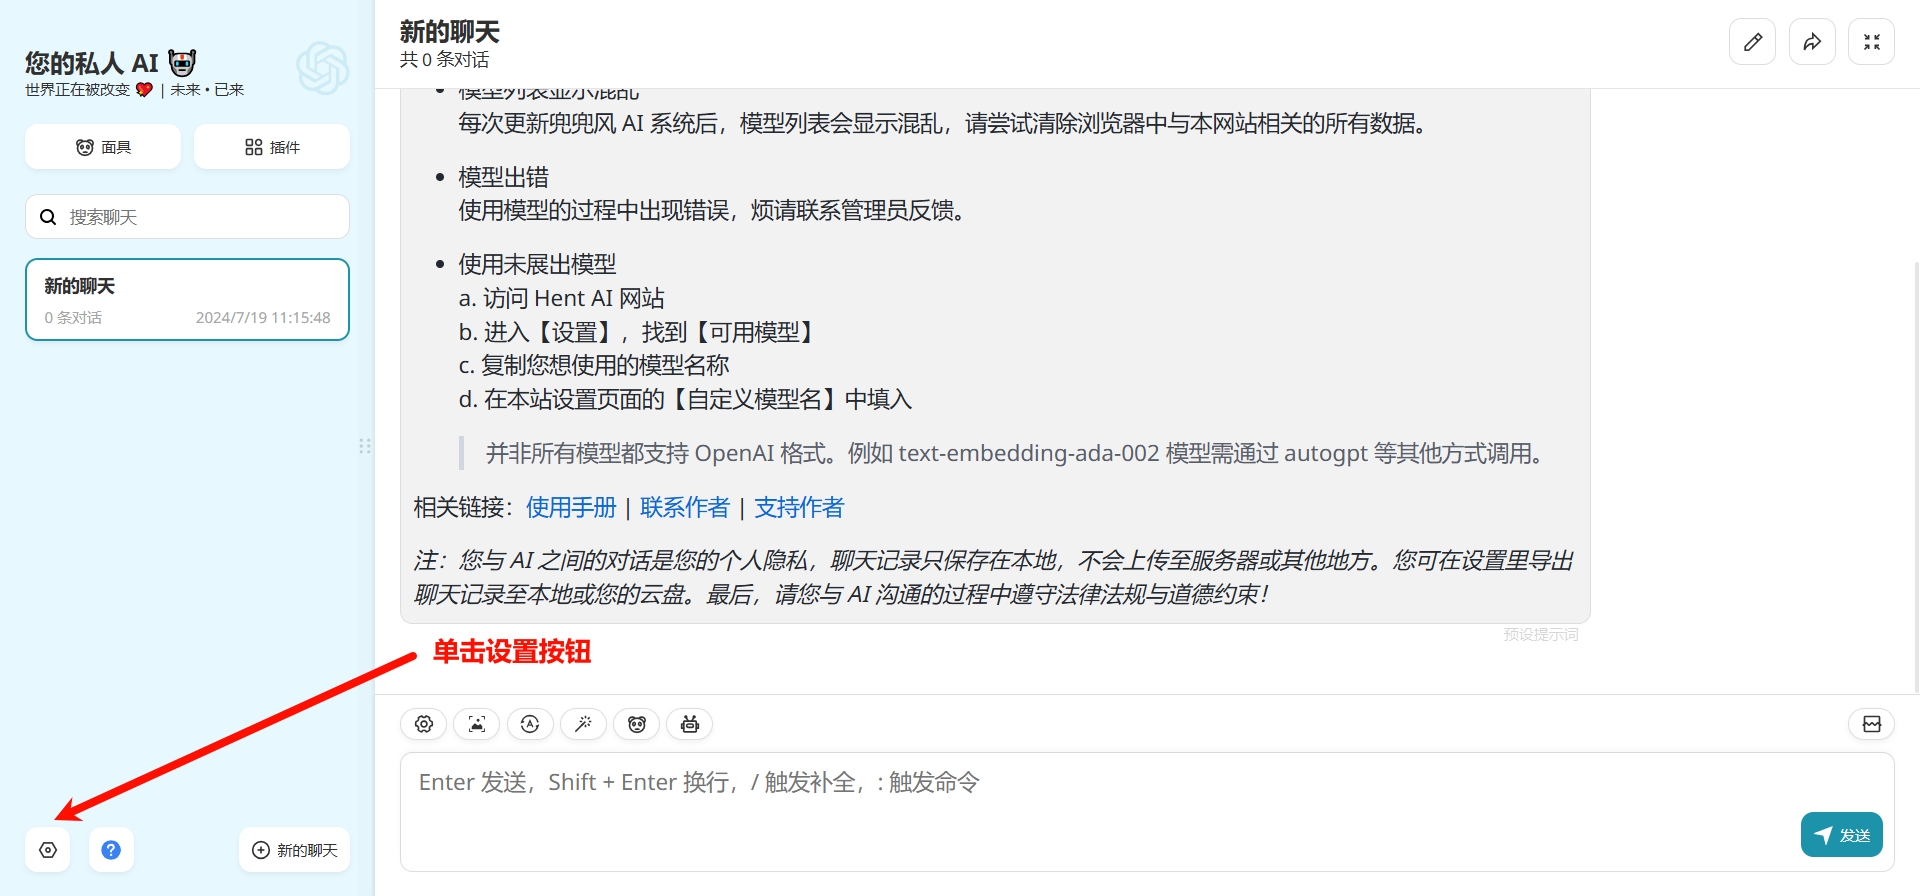 您的私人 AI
世界正在被改变 | 未来 • 已来
面具
插件
搜索聊天
新的聊天
0 条对话 2024/7/19 11:15:48
新的聊天
新的聊天
共 0 条对话
模型列表显示混乱
每次更新兜兜风 AI 系统后，模型列表会显示混乱，请尝试清除浏览器中与本网站相关的所有数据。
模型出错
使用模型的过程中出现错误，烦请联系管理员反馈。
使用未展出模型
a. 访问 Hent AI 网站
b. 进入【设置】，找到【可用模型】
c. 复制您想使用的模型名称
d. 在本站设置页面的【自定义模型名】中填入
并非所有模型都支持 OpenAI 格式。例如 text-embedding-ada-002 模型需通过 autogpt 等其他方式调用。
相关链接：使用手册 | 联系作者 | 支持作者
注：您与 AI 之间的对话是您的个人隐私，聊天记录只保存在本地，不会上传至服务器或其他地方。您可在设置里导出
聊天记录至本地或您的云盘。最后，请您与 AI 沟通的过程中遵守法律法规与道德约束！
预设提示词
单击设置按钮
Enter 发送，Shift + Enter 换行，/ 触发补全，: 触发命令
发送